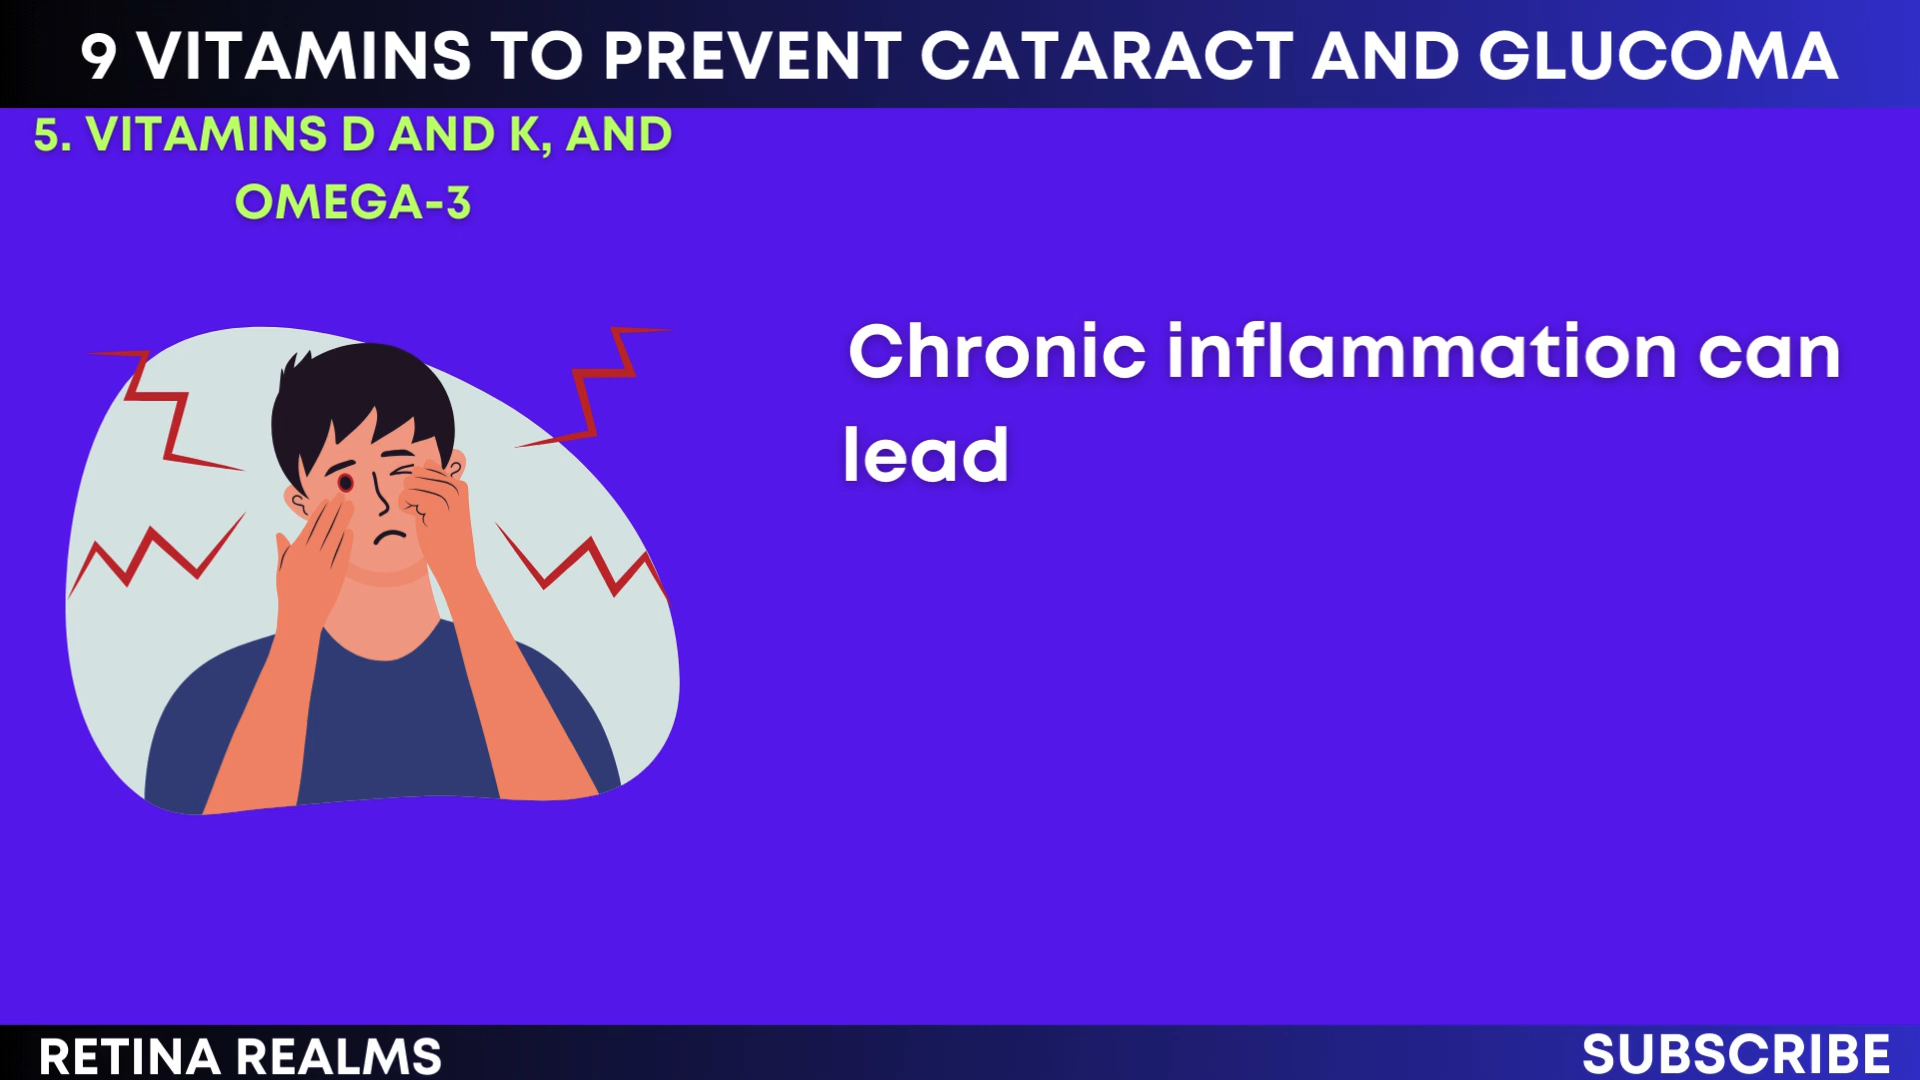 9 VITAMINS TO PREVENT CATARACT AND GLUCOMA
5. VITAMINS D AND K, AND
OMEGA-3
Chronic inflammation can
lead
RETINA REALMS
SUBSCRIBE